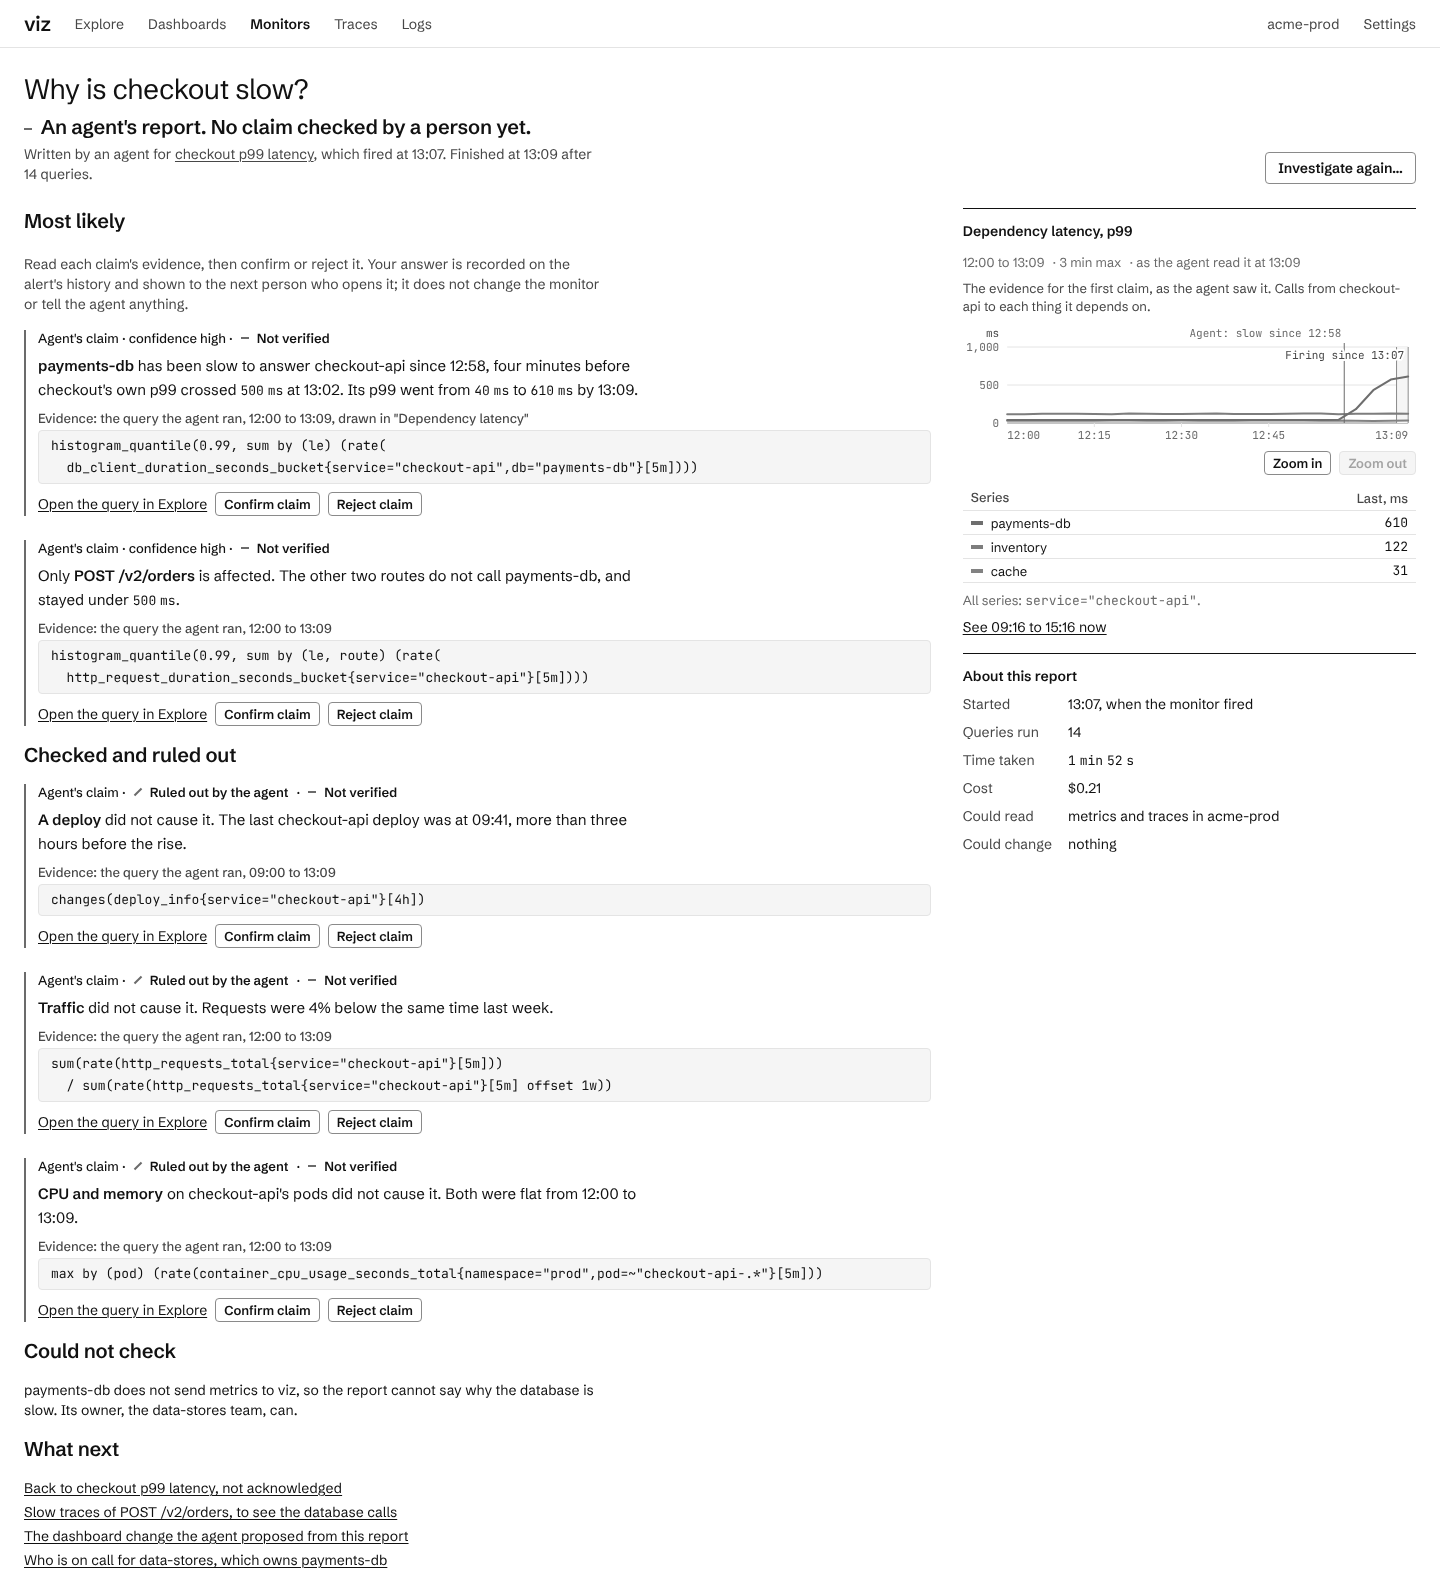 viz Explore Dashboards Monitors Traces Logs acme-prod Settings
Why is checkout slow?
– An agent's report. No claim checked by a person yet.
Written by an agent for checkout p99 latency, which fired at 13:07. Finished at 13:09 after
14 queries.
Investigate again...
Most likely
Read each claim's evidence, then confirm or reject it. Your answer is recorded on the
alert's history and shown to the next person who opens it; it does not change the monitor
or tell the agent anything.
Agent's claim · confidence high · – Not verified
payments-db has been slow to answer checkout-api since 12:58, four minutes before
checkout's own p99 crossed 500 ms at 13:02. Its p99 went from 40 ms to 610 ms by 13:09.
Evidence: the query the agent ran, 12:00 to 13:09, drawn in "Dependency latency"
histogram_quantile(0.99, sum by (le) (rate(
db_client_duration_seconds_bucket{service="checkout-api",db="payments-db"}[5m])))
Open the query in Explore Confirm claim Reject claim
Agent's claim · confidence high · – Not verified
Only POST /v2/orders is affected. The other two routes do not call payments-db, and
stayed under 500 ms.
Evidence: the query the agent ran, 12:00 to 13:09
histogram_quantile(0.99, sum by (le, route) (rate(
http_request_duration_seconds_bucket{service="checkout-api"}[5m])))
Open the query in Explore Confirm claim Reject claim
Checked and ruled out
Agent's claim · Ruled out by the agent · – Not verified
A deploy did not cause it. The last checkout-api deploy was at 09:41, more than three
hours before the rise.
Evidence: the query the agent ran, 09:00 to 13:09
changes(deploy_info{service="checkout-api"}[4h])
Open the query in Explore Confirm claim Reject claim
Agent's claim · Ruled out by the agent · – Not verified
Traffic did not cause it. Requests were 4% below the same time last week.
Evidence: the query the agent ran, 12:00 to 13:09
sum(rate(http_requests_total{service="checkout-api"}[5m]))
/ sum(rate(http_requests_total{service="checkout-api"}[5m] offset 1w))
Open the query in Explore Confirm claim Reject claim
Agent's claim · Ruled out by the agent · – Not verified
CPU and memory on checkout-api's pods did not cause it. Both were flat from 12:00 to
13:09.
Evidence: the query the agent ran, 12:00 to 13:09
max by (pod) (rate(container_cpu_usage_seconds_total{namespace="prod",pod=~"checkout-api-.*"}[5m]))
Open the query in Explore Confirm claim Reject claim
Could not check
payments-db does not send metrics to viz, so the report cannot say why the database is
slow. Its owner, the data-stores team, can.
What next
Back to checkout p99 latency, not acknowledged
Slow traces of POST /v2/orders, to see the database calls
The dashboard change the agent proposed from this report
Who is on call for data-stores, which owns payments-db
Dependency latency, p99
12:00 to 13:09 · 3 min max · as the agent read it at 13:09
The evidence for the first claim, as the agent saw it. Calls from checkout-
api to each thing it depends on.
ms Agent: slow since 12:58
1,000
Firing since 13:07
500
0
12:00 12:15 12:30 12:45 13:09
Zoom in Zoom out
Series Last, ms
payments-db 610
inventory 122
cache 31
All series: service="checkout-api".
See 09:16 to 15:16 now
About this report
Started 13:07, when the monitor fired
Queries run 14
Time taken 1 min 52 s
Cost $0.21
Could read metrics and traces in acme-prod
Could change nothing